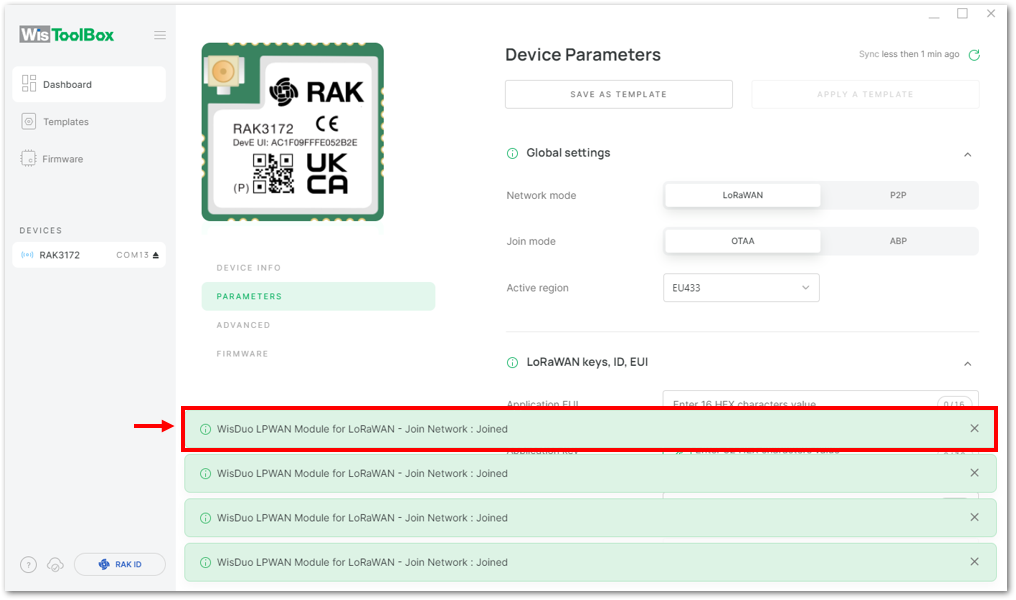 WisToolBox
Dashboard
Templates
Firmware
DEVICES
RAK3172 COM13
? RAK ID
RAK
RAK3172 CE
DevE UI: AC1F09FFFE052B2E
(P) UK
CA
DEVICE INFO
PARAMETERS
ADVANCED
FIRMWARE
Device Parameters
Sync less then 1 min ago
SAVE AS TEMPLATE APPLY A TEMPLATE
Global settings
Network mode LoRaWAN P2P
Join mode OTAA ABP
Active region EU433
LoRaWAN keys, ID, EUI
Application EUI Enter 16 HEX characters value 0/16
WisDuo LPWAN Module for LoRaWAN - Join Network : Joined
Application key
WisDuo LPWAN Module for LoRaWAN - Join Network : Joined
WisDuo LPWAN Module for LoRaWAN - Join Network : Joined
WisDuo LPWAN Module for LoRaWAN - Join Network : Joined